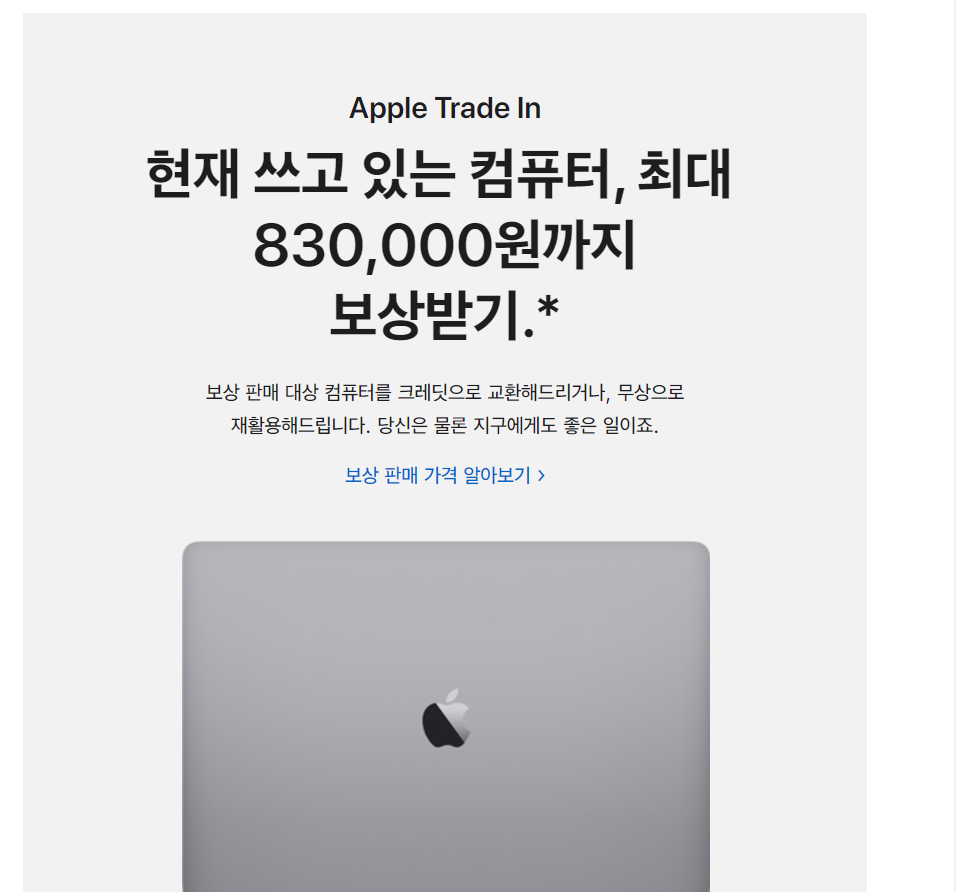 Apple Trade In
현재 쓰고 있는 컴퓨터, 최대
830,000원까지
보상받기.*
보상 판매 대상 컴퓨터를 크레딧으로 교환해드리거나, 무상으로
재활용해드립니다. 당신은 물론 지구에게도 좋은 일이죠.
보상 판매 가격 알아보기 >